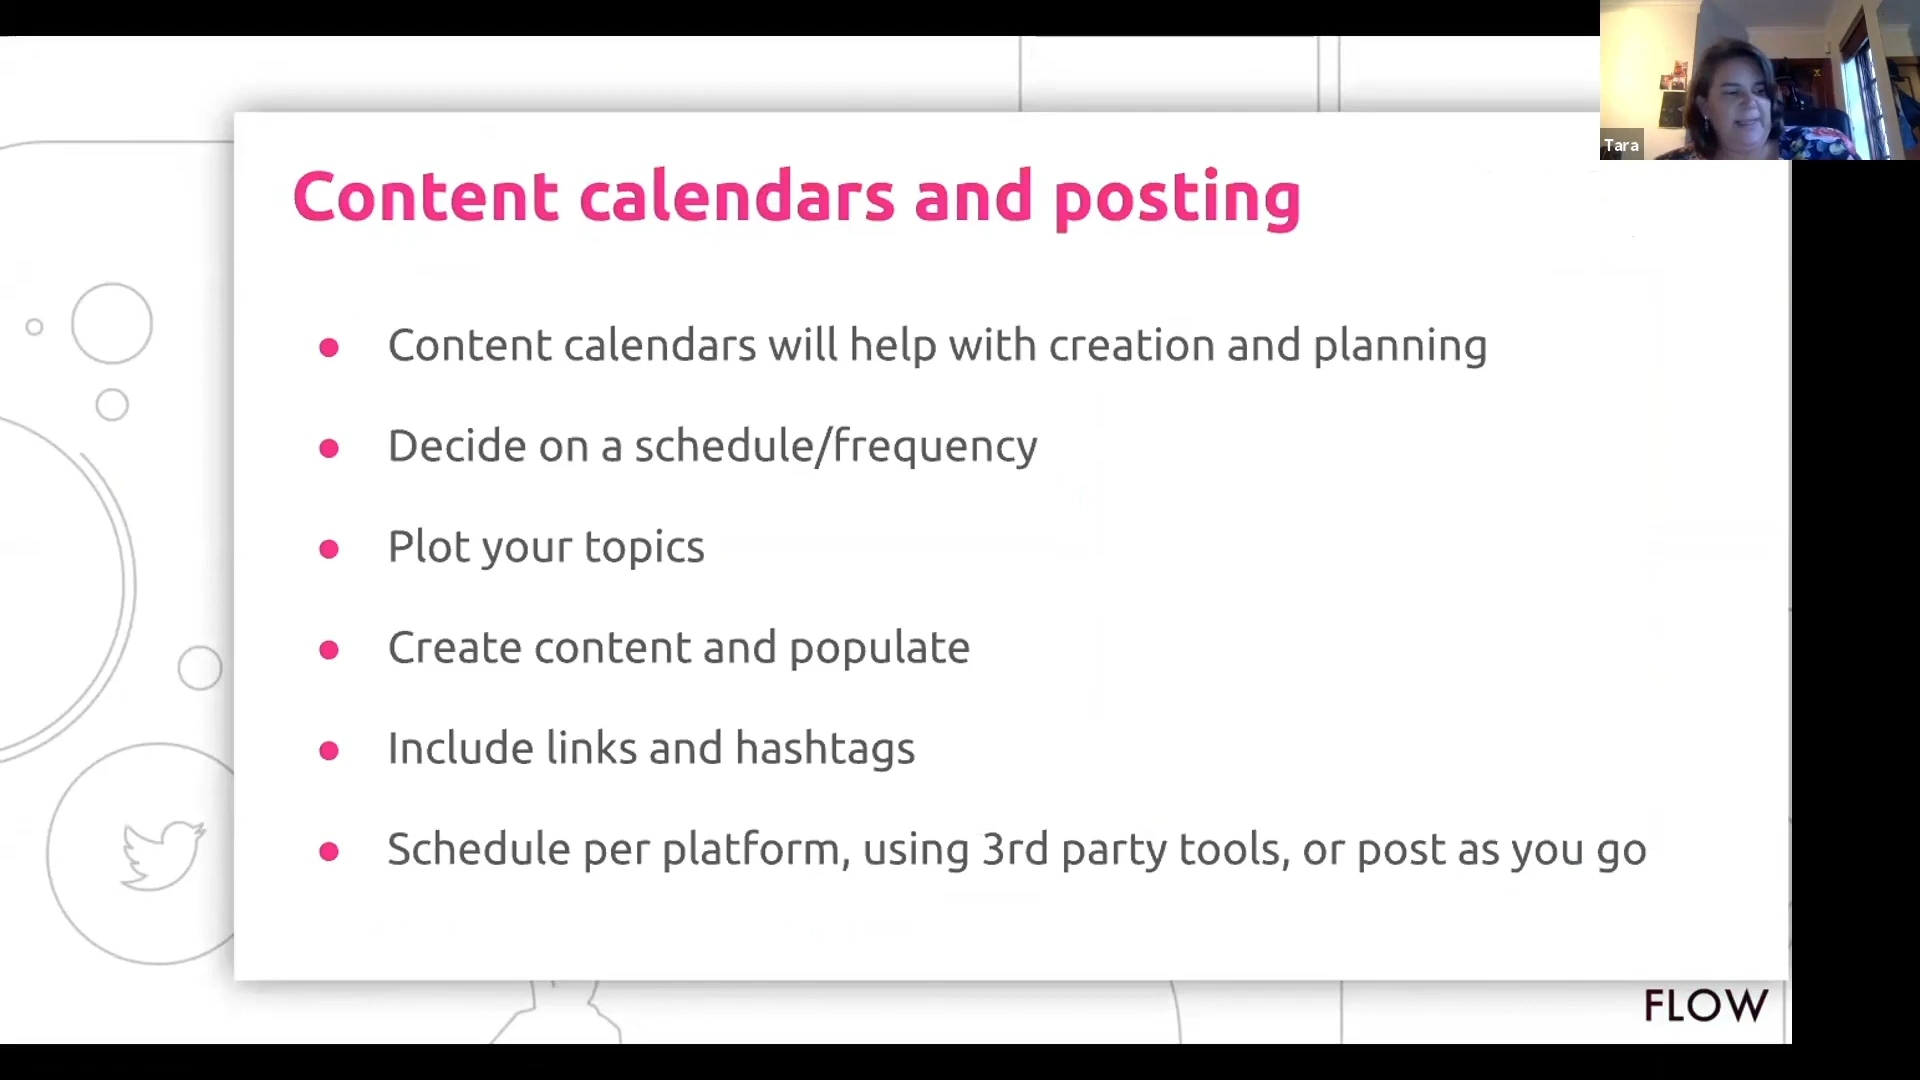 Tara
Content calendars and posting
● Content calendars will help with creation and planning
● Decide on a schedule/frequency
● Plot your topics
● Create content and populate
● Include links and hashtags
● Schedule per platform, using 3rd party tools, or post as you go
FLOW